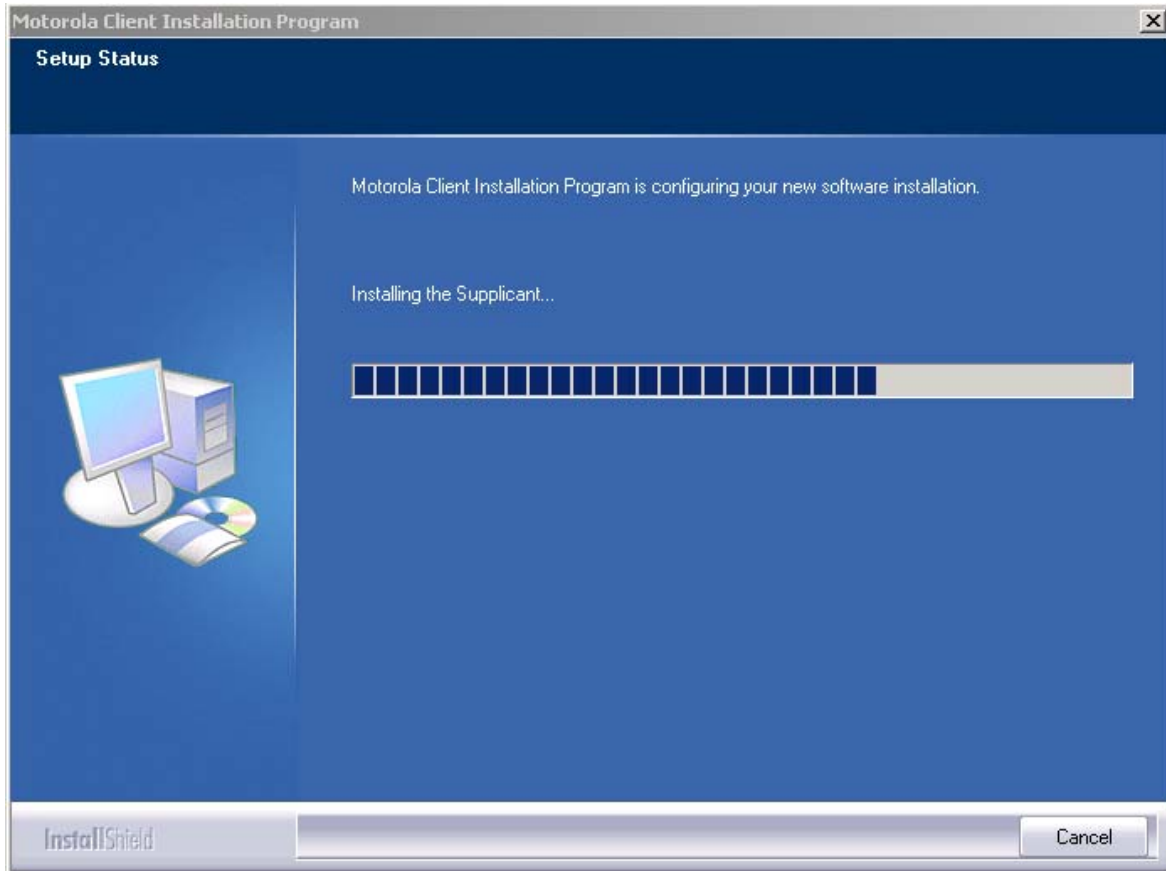 Motorola Client Installation Program
Setup Status
Motorola Client Installation Program is configuring your new software installation.
Installing the Supplicant...
InstallShield
Cancel